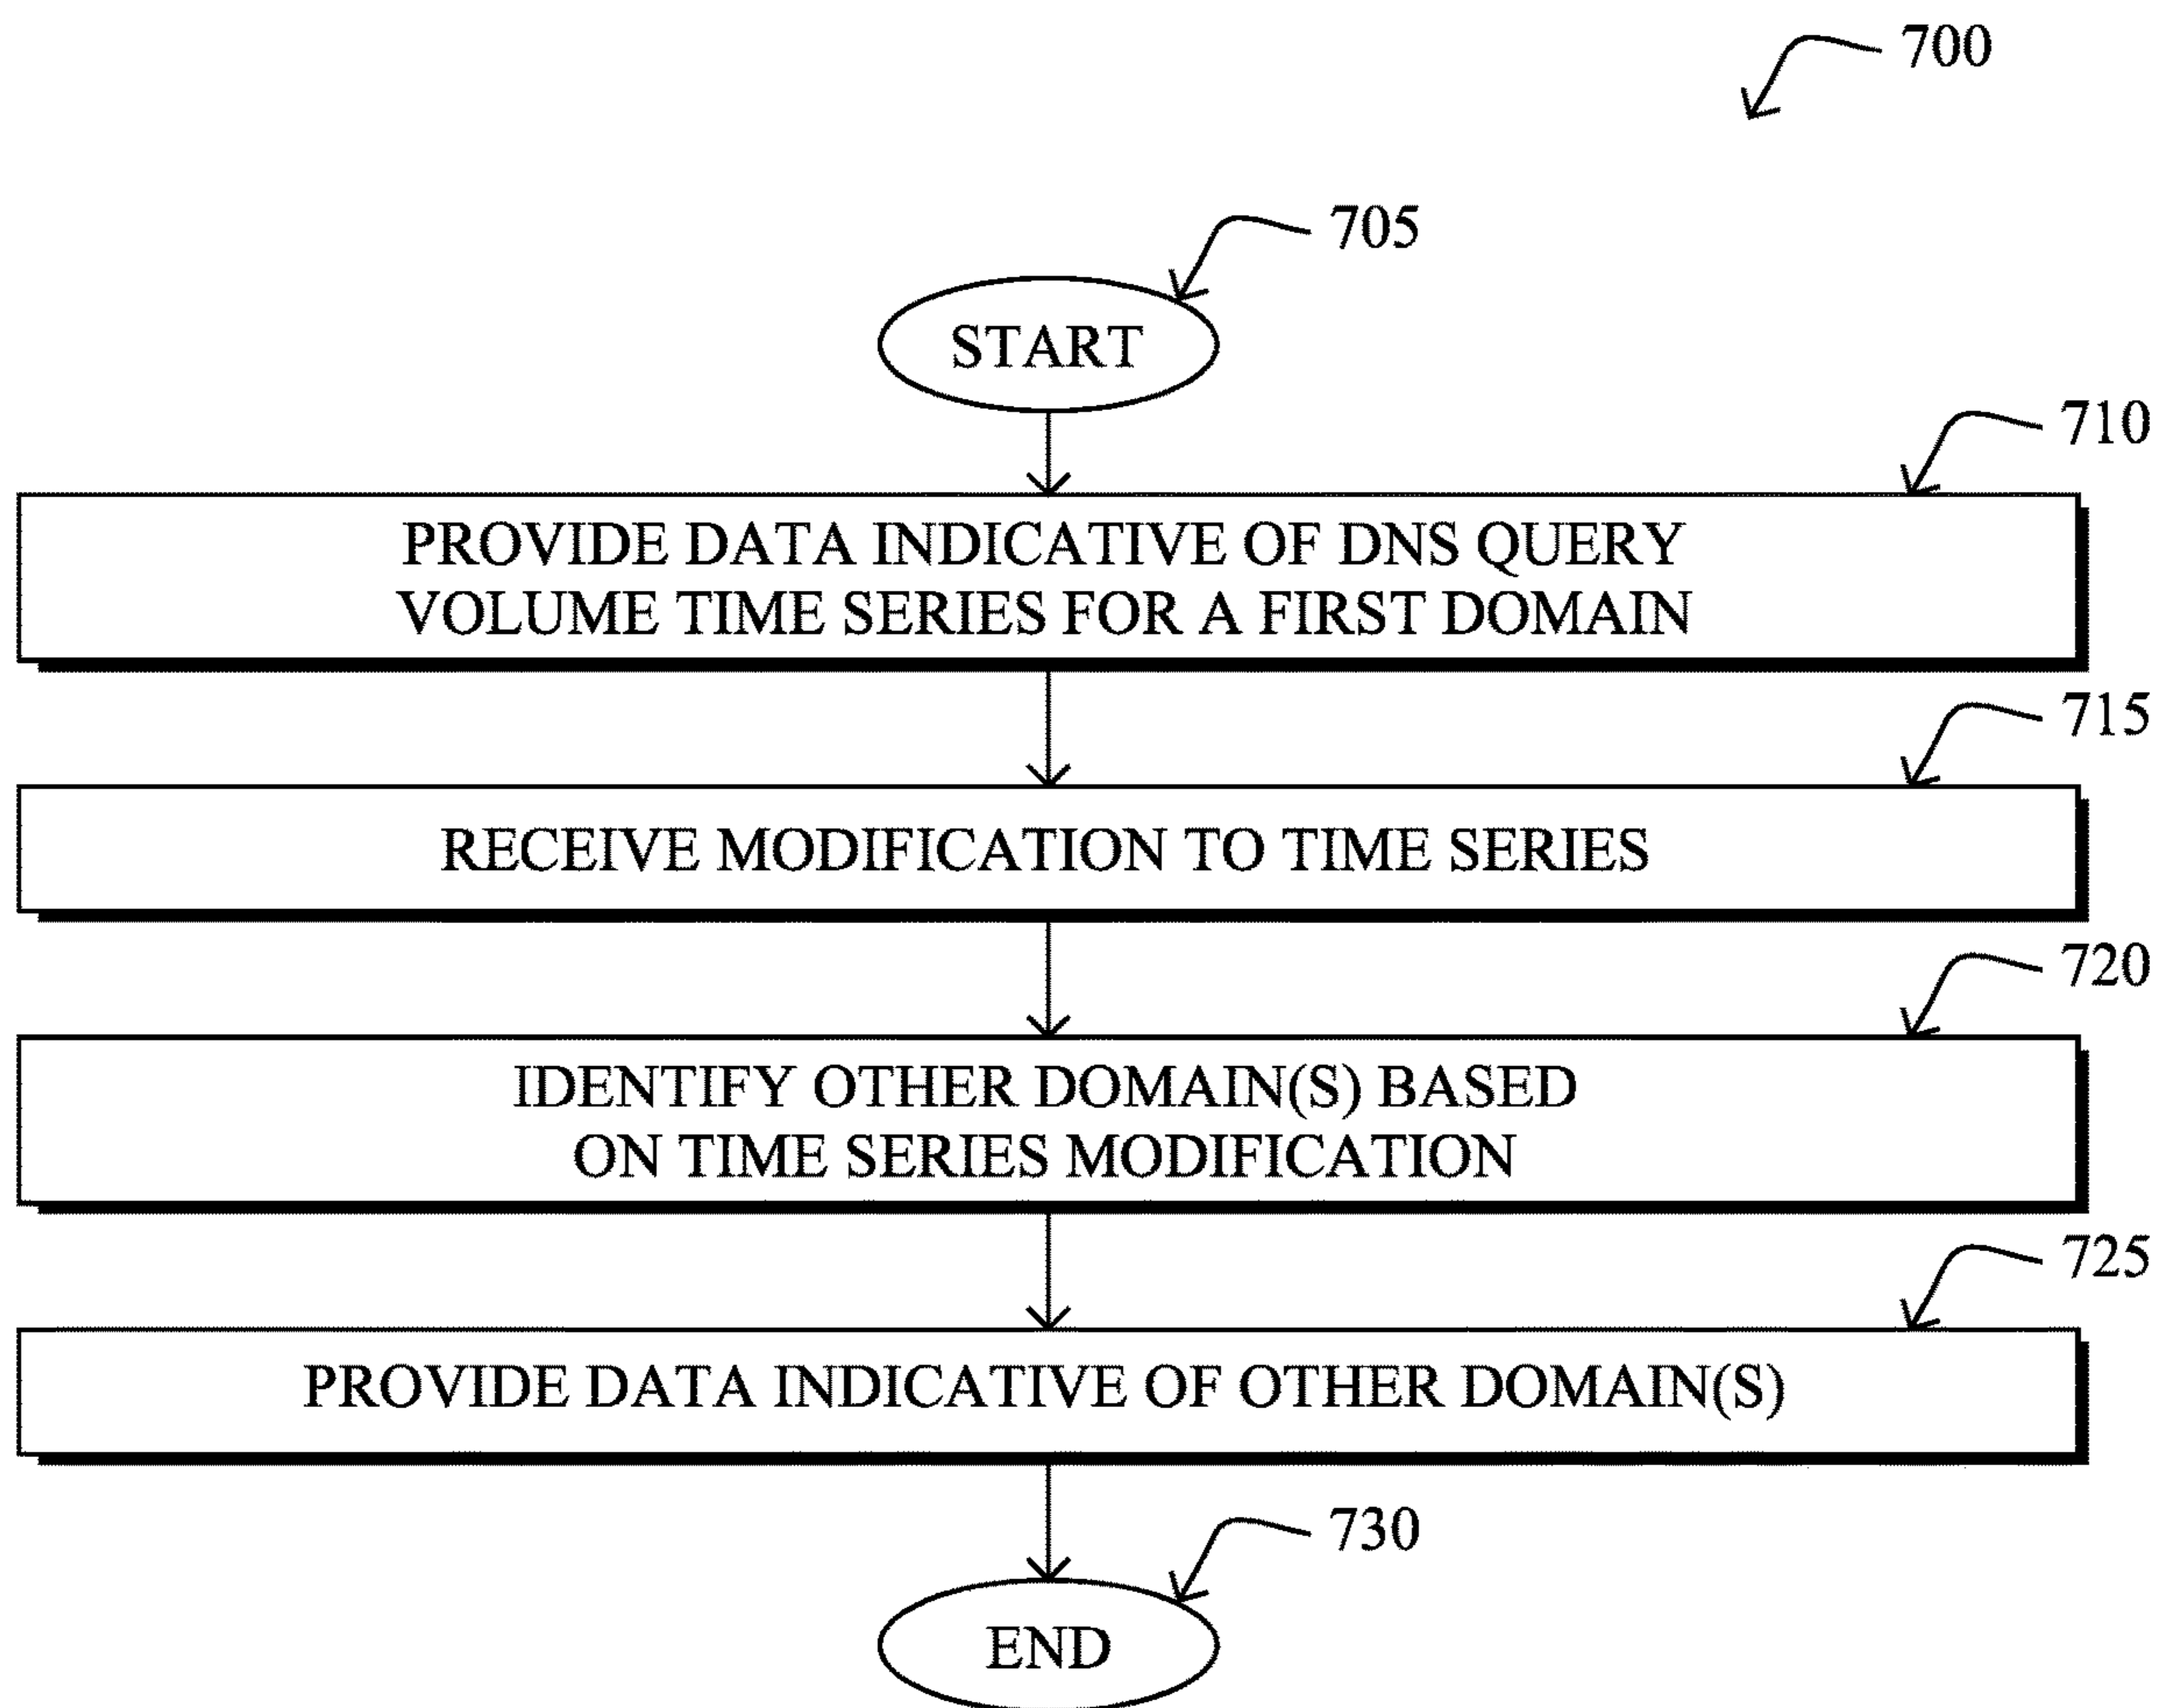 700
705
START
710
PROVIDE DATA INDICATIVE OF DNS QUERY
VOLUME TIME SERIES FOR A FIRST DOMAIN
715
RECEIVE MODIFICATION TO TIME SERIES
720
IDENTIFY OTHER DOMAIN(S) BASED
ON TIME SERIES MODIFICATION
725
PROVIDE DATA INDICATIVE OF OTHER DOMAIN(S)
730
END